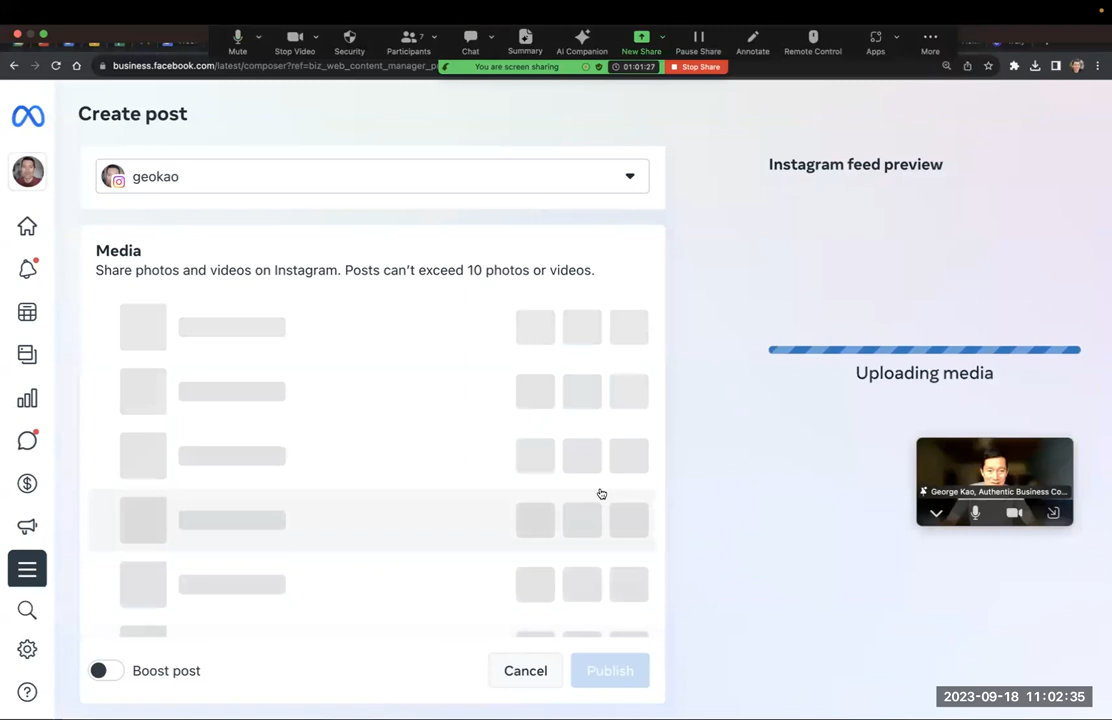 Mute
Stop Video
Security
7
Participants
Chat
Summary
AI Companion
New Share
Pause Share
Annotate
Remote Control
Apps
More
business.facebook.com/latest/composer?ref=biz_web_content_manager_p
You are screen sharing
01:01:27
Stop Share
Create post
geokao
Instagram feed preview
Media
Share photos and videos on Instagram. Posts can't exceed 10 photos or videos.
Uploading media
George Kao, Authentic Business Co...
Boost post
Cancel
Publish
2023-09-18 11:02:35